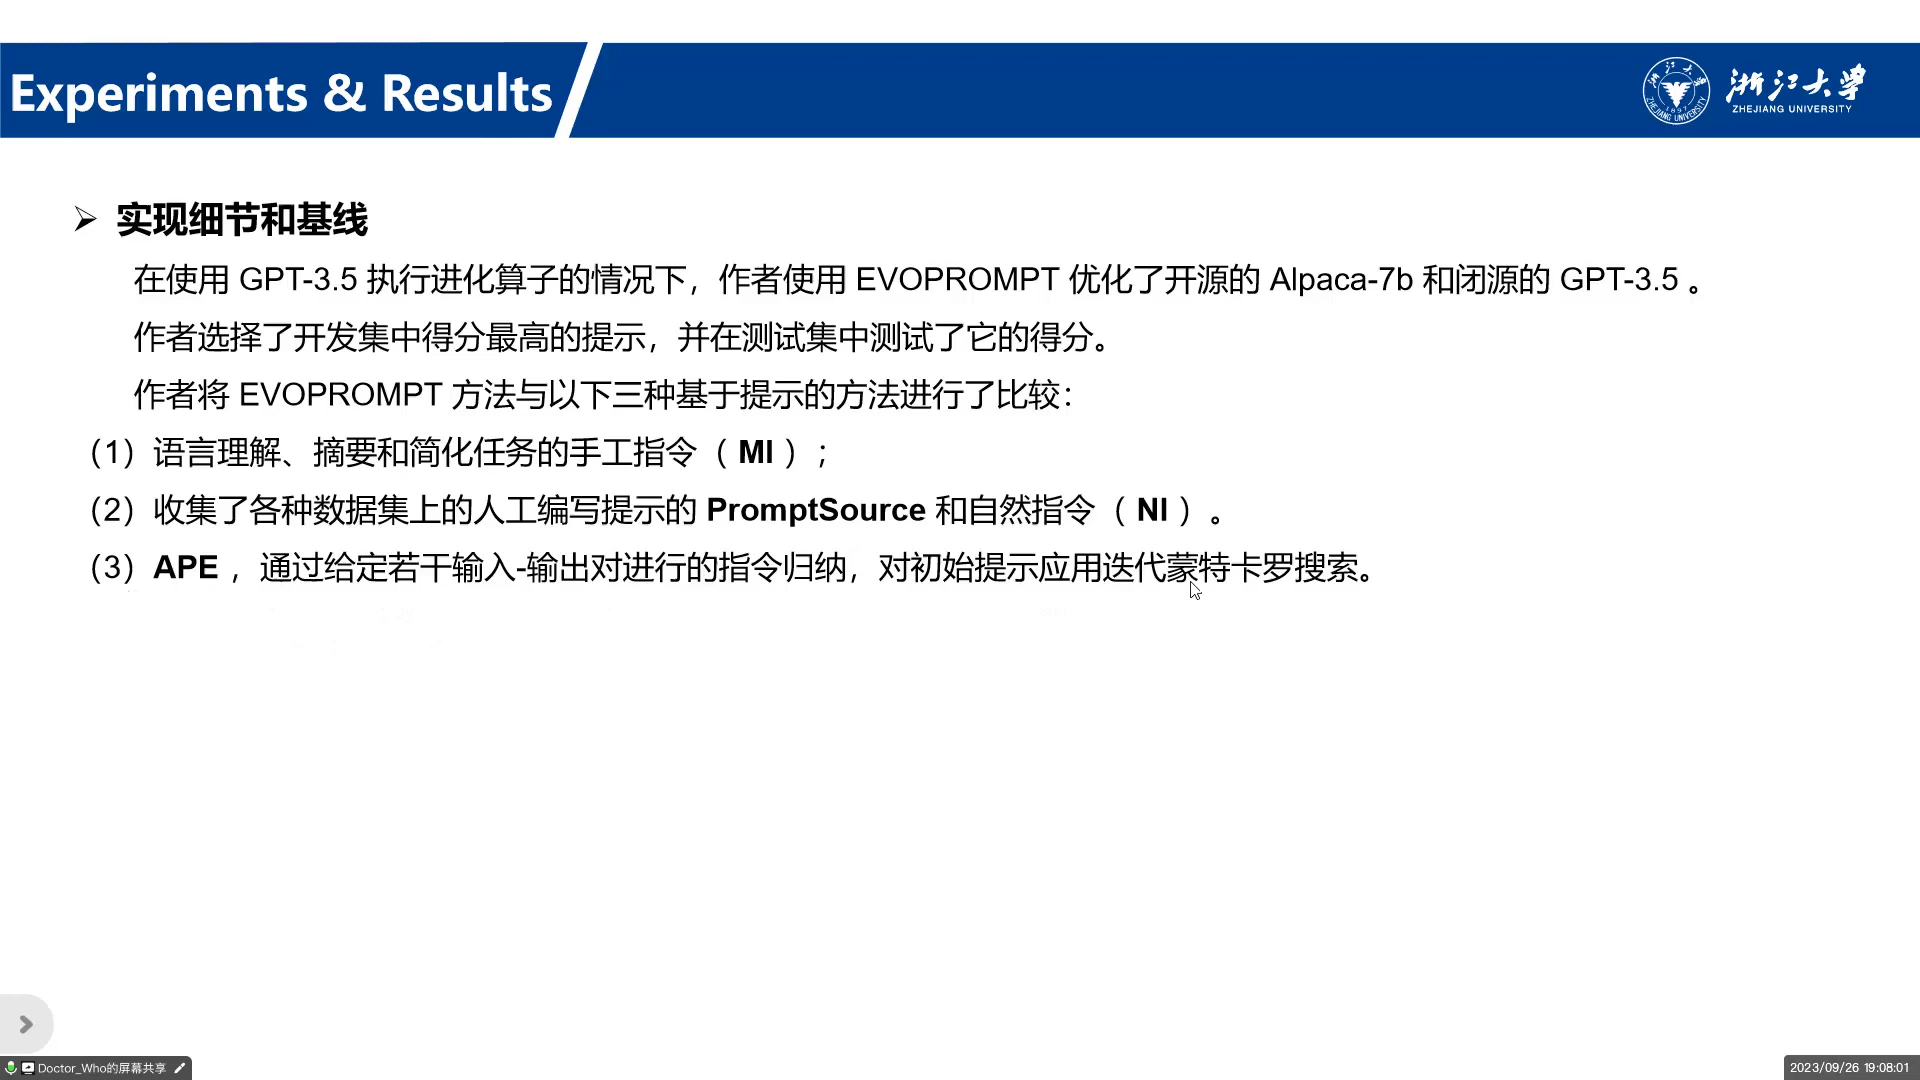 Experiments & Results
浙江大学
ZHEJIANG UNIVERSITY
浙江大学
1897
ZHEJIANG UNIVERSITY
➢ 实现细节和基线
在使用 GPT-3.5 执行进化算子的情况下，作者使用 EVOPROMPT 优化了开源的 Alpaca-7b 和闭源的 GPT-3.5 。
作者选择了开发集中得分最高的提示，并在测试集中测试了它的得分。
作者将 EVOPROMPT 方法与以下三种基于提示的方法进行了比较：
（1）语言理解、摘要和简化任务的手工指令（ MI ）；
（2）收集了各种数据集上的人工编写提示的 PromptSource 和自然指令（ NI ）。
（3）APE ，通过给定若干输入-输出对进行的指令归纳，对初始提示应用迭代蒙特卡罗搜索。
Doctor_Who的屏幕共享
2023/09/26 19:08:01